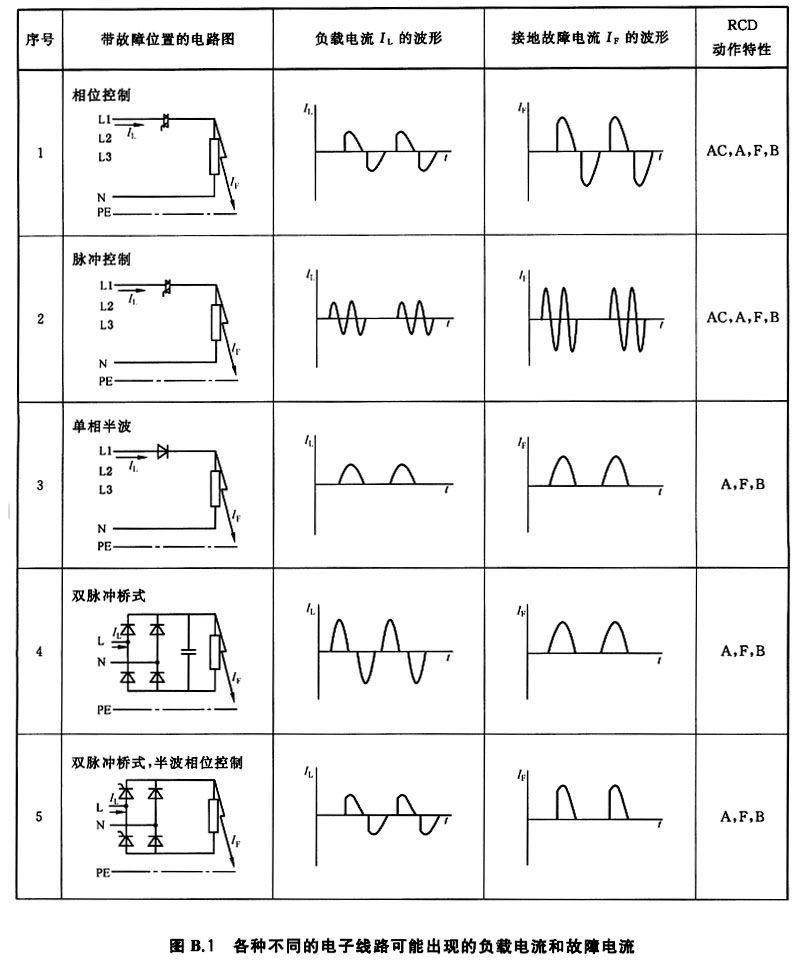 序号 带故障位置的电路图 负载电流 IL 的波形 接地故障电流 IF 的波形 RCD
动作特性
1 相位控制
L1
IL
L2
L3
N
PE
IF
IL
t
IF
t
AC,A,F,B
2 脉冲控制
L1
IL
L2
L3
N
PE
IF
IL
t
IF
t
AC,A,F,B
3 单相半波
L1
IL
L2
L3
N
PE
IF
IL
t
IF
t
A,F,B
4 双脉冲桥式
IL
L
N
PE
IF
IL
t
IF
t
A,F,B
5 双脉冲桥式,半波相位控制
IL
L
N
PE
IF
IL
t
IF
t
A,F,B
图 B.1 各种不同的电子线路可能出现的负载电流和故障电流